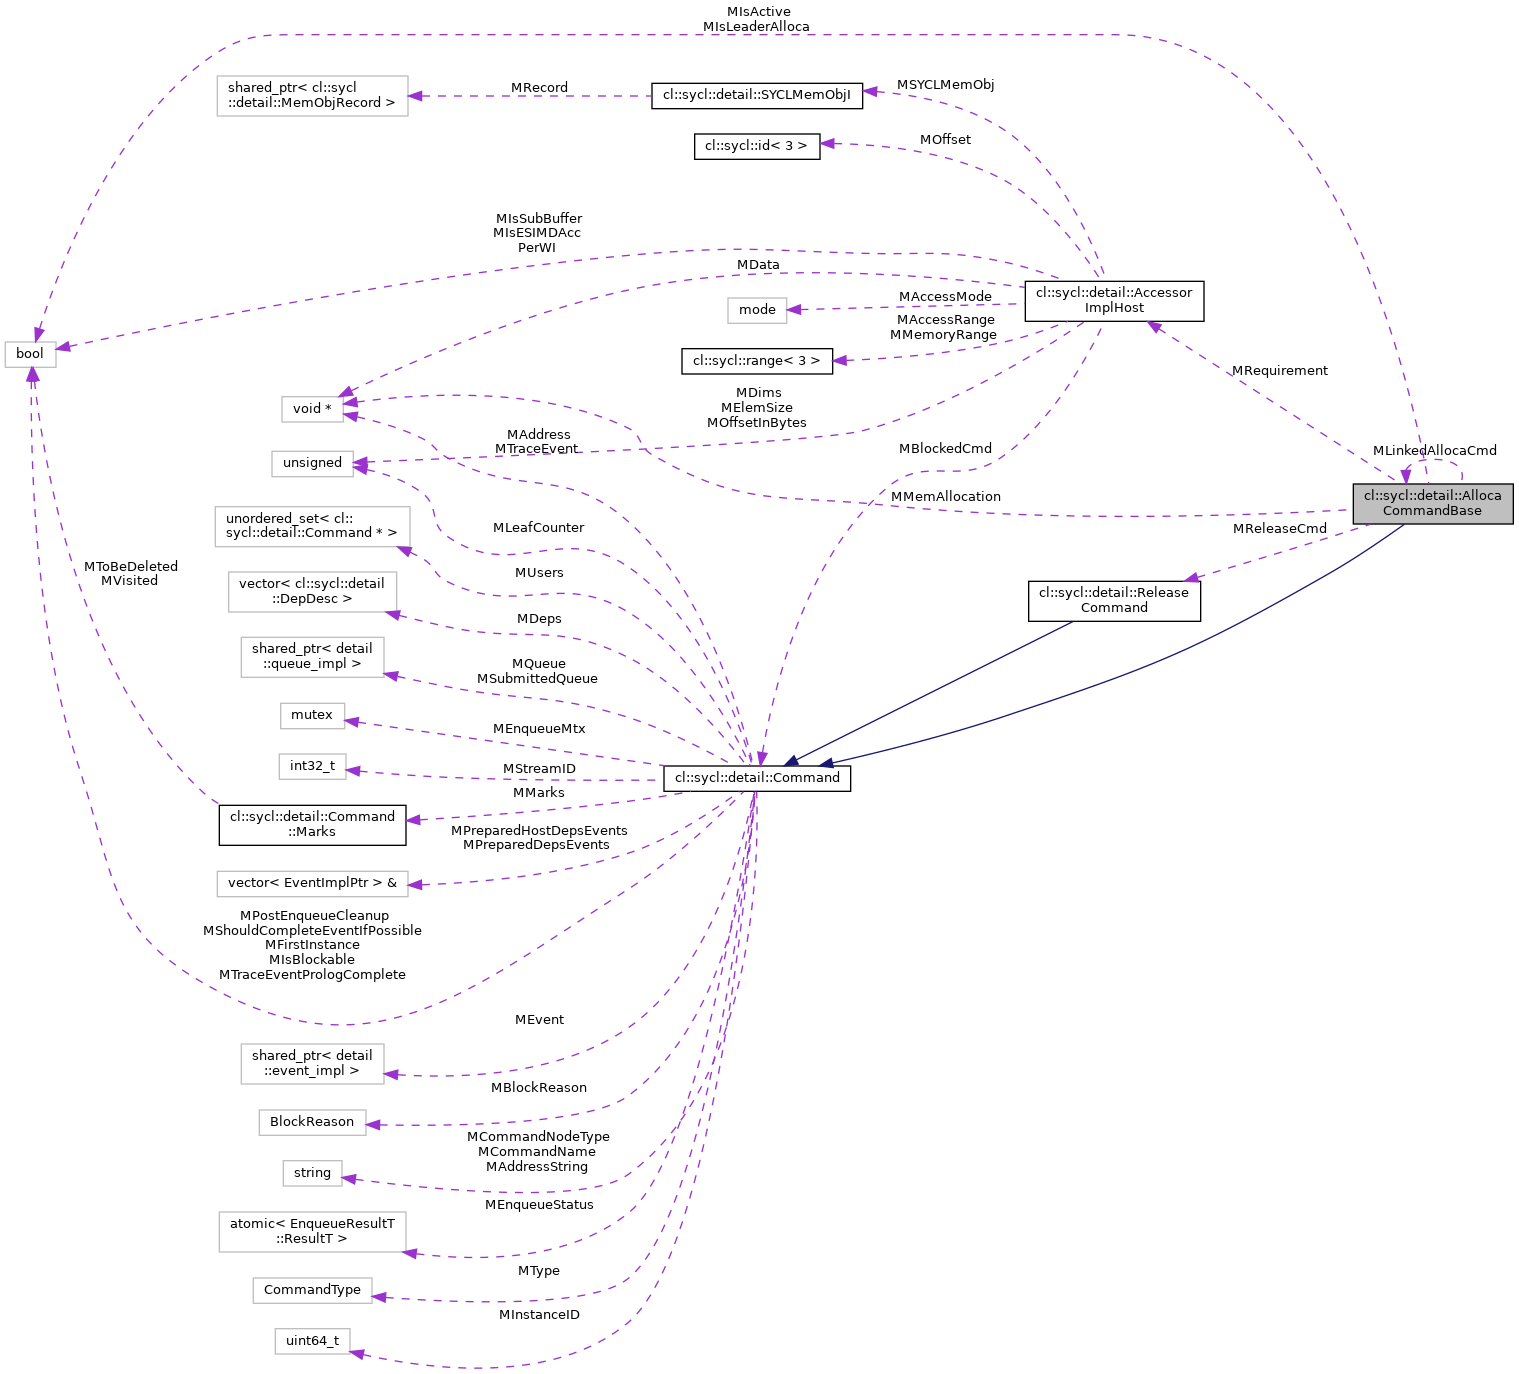 MIsActive
MIsLeaderAlloca
shared_ptr< cl::sycl
::detail::MemObjRecord >
MRecord
cl::sycl::detail::SYCLMemObjI
MSYCLMemObj
cl::sycl::id< 3 >
MOffset
MIsSubBuffer
MIsESIMDAcc
PerWI
MData
cl::sycl::detail::Accessor
ImplHost
mode
MAccessMode
MAccessRange
MMemoryRange
bool
cl::sycl::range< 3 >
MRequirement
void *
MDims
MElemSize
MOffsetInBytes
MAddress
MTraceEvent
MBlockedCmd
MLinkedAllocaCmd
unsigned
MMemAllocation
cl::sycl::detail::Alloca
CommandBase
unordered_set< cl::
sycl::detail::Command * >
MLeafCounter
MReleaseCmd
MToBeDeleted
MVisited
MUsers
vector< cl::sycl::detail
::DepDesc >
cl::sycl::detail::Release
Command
MDeps
shared_ptr< detail
::queue_impl >
MQueue
MSubmittedQueue
mutex
MEnqueueMtx
int32_t
MStreamID
cl::sycl::detail::Command
MMarks
cl::sycl::detail::Command
::Marks
MPreparedHostDepsEvents
MPreparedDepsEvents
vector< EventImplPtr > &
MPostEnqueueCleanup
MShouldCompleteEventIfPossible
MFirstInstance
MIsBlockable
MTraceEventPrologComplete
MEvent
shared_ptr< detail
::event_impl >
MBlockReason
BlockReason
MCommandNodeType
MCommandName
MAddressString
string
MEnqueueStatus
atomic< EnqueueResultT
::ResultT >
MType
CommandType
MInstanceID
uint64_t